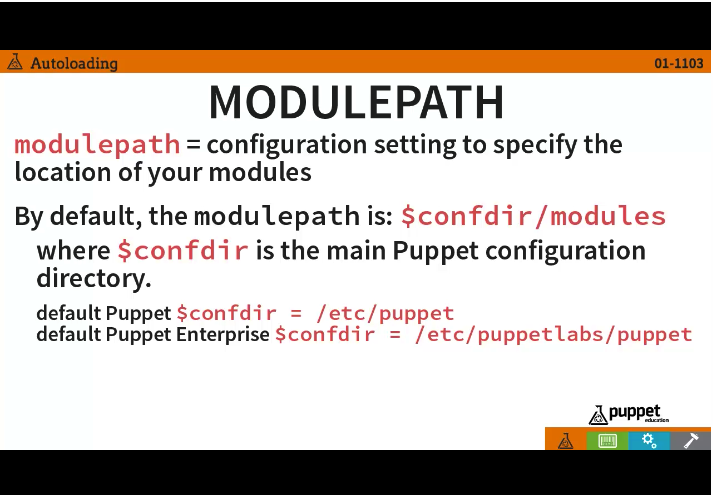 Autoloading
01-1103
MODULEPATH
modulepath = configuration setting to specify the
location of your modules
By default, the modulepath is: $confdir/modules
where $confdir is the main Puppet configuration
directory.
default Puppet $confdir = /etc/puppet
default Puppet Enterprise $confdir = /etc/puppetlabs/puppet
puppet
education